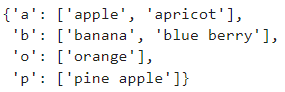 {'a': ['apple', 'apricot'],
 'b': ['banana', 'blue berry'],
 'o': ['orange'],
 'p': ['pine apple']}